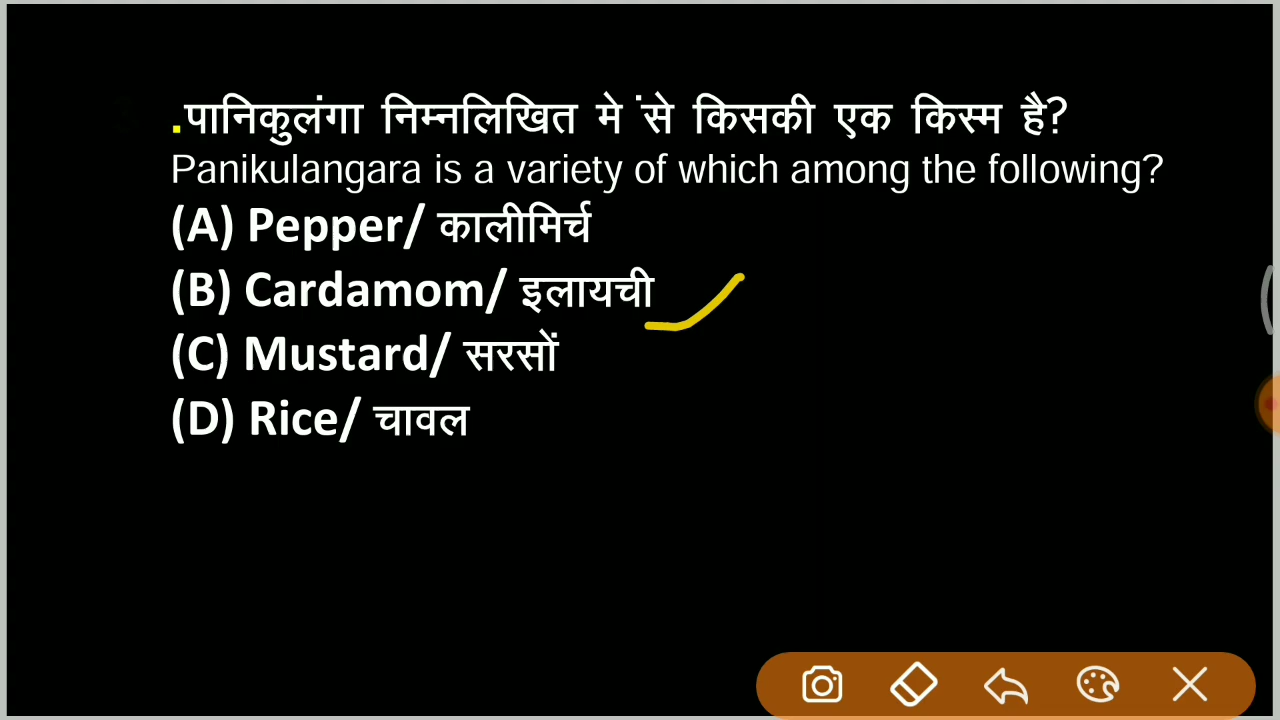 .पानिकुलंगा निम्नलिखित में से किसकी एक किस्म है?
Panikulangara is a variety of which among the following?
(A) Pepper/ कालीमिर्च
(B) Cardamom/ इलायची
(C) Mustard/ सरसों
(D) Rice/ चावल